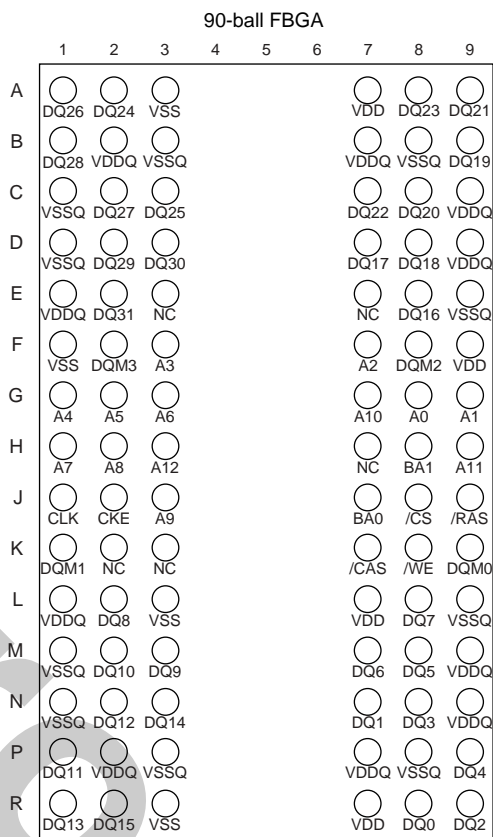 90-ball FBGA
1 2 3 4 5 6 7 8 9
A
DQ26 DQ24 VSS VDD DQ23 DQ21
B
DQ28 VDDQ VSSQ VDDQ VSSQ DQ19
C
VSSQ DQ27 DQ25 DQ22 DQ20 VDDQ
D
VSSQ DQ29 DQ30 DQ17 DQ18 VDDQ
E
VDDQ DQ31 NC NC DQ16 VSSQ
F
VSS DQM3 A3 A2 DQM2 VDD
G
A4 A5 A6 A10 A0 A1
H
A7 A8 A12 NC BA1 A11
J
CLK CKE A9 BA0 /CS /RAS
K
DQM1 NC NC /CAS /WE DQM0
L
VDDQ DQ8 VSS VDD DQ7 VSSQ
M
VSSQ DQ10 DQ9 DQ6 DQ5 VDDQ
N
VSSQ DQ12 DQ14 DQ1 DQ3 VDDQ
P
DQ11 VDDQ VSSQ VDDQ VSSQ DQ4
R
DQ13 DQ15 VSS VDD DQ0 DQ2